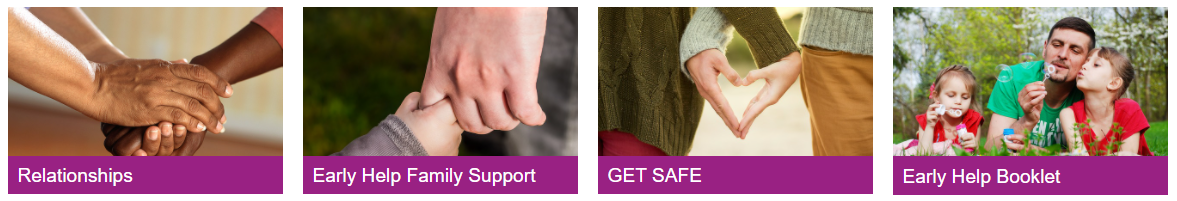 Relationships
Early Help Family Support
GET SAFE
Early Help Booklet